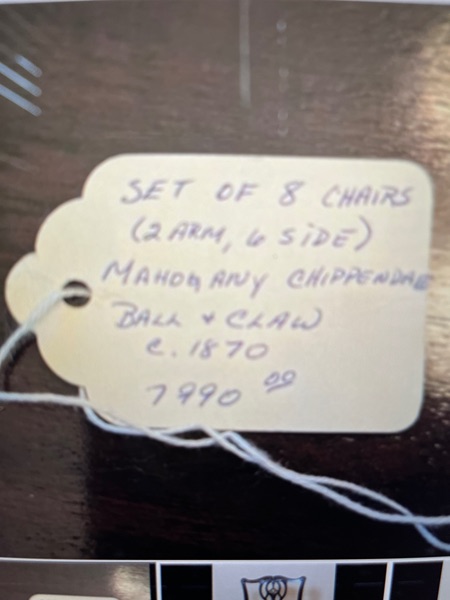 SET OF 8 CHAIRS
(2 ARM, 6 SIDE)
MAHOGANY CHIPPENDALE
BALL + CLAW
C. 1870
7990 00